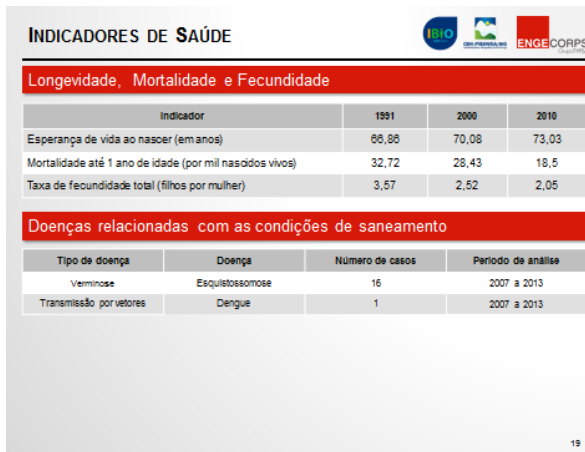 INDICADORES DE SAÚDE
IBIO
CBH-PIRANGA/MG
ENGECORPS
Longevidade, Mortalidade e Fecundidade
Indicador 1991 2000 2010
Esperança de vida ao nascer (em anos) 66,86 70,08 73,03
Mortalidade até 1 ano de idade (por mil nascidos vivos) 32,72 28,43 18,5
Taxa de fecundidade total (filhos por mulher) 3,57 2,52 2,05
Doenças relacionadas com as condições de saneamento
Tipo de doença Doença Número de casos Período de análise
Verminose Esquistossomose 16 2007 a 2013
Transmissão por vetores Dengue 1 2007 a 2013
19